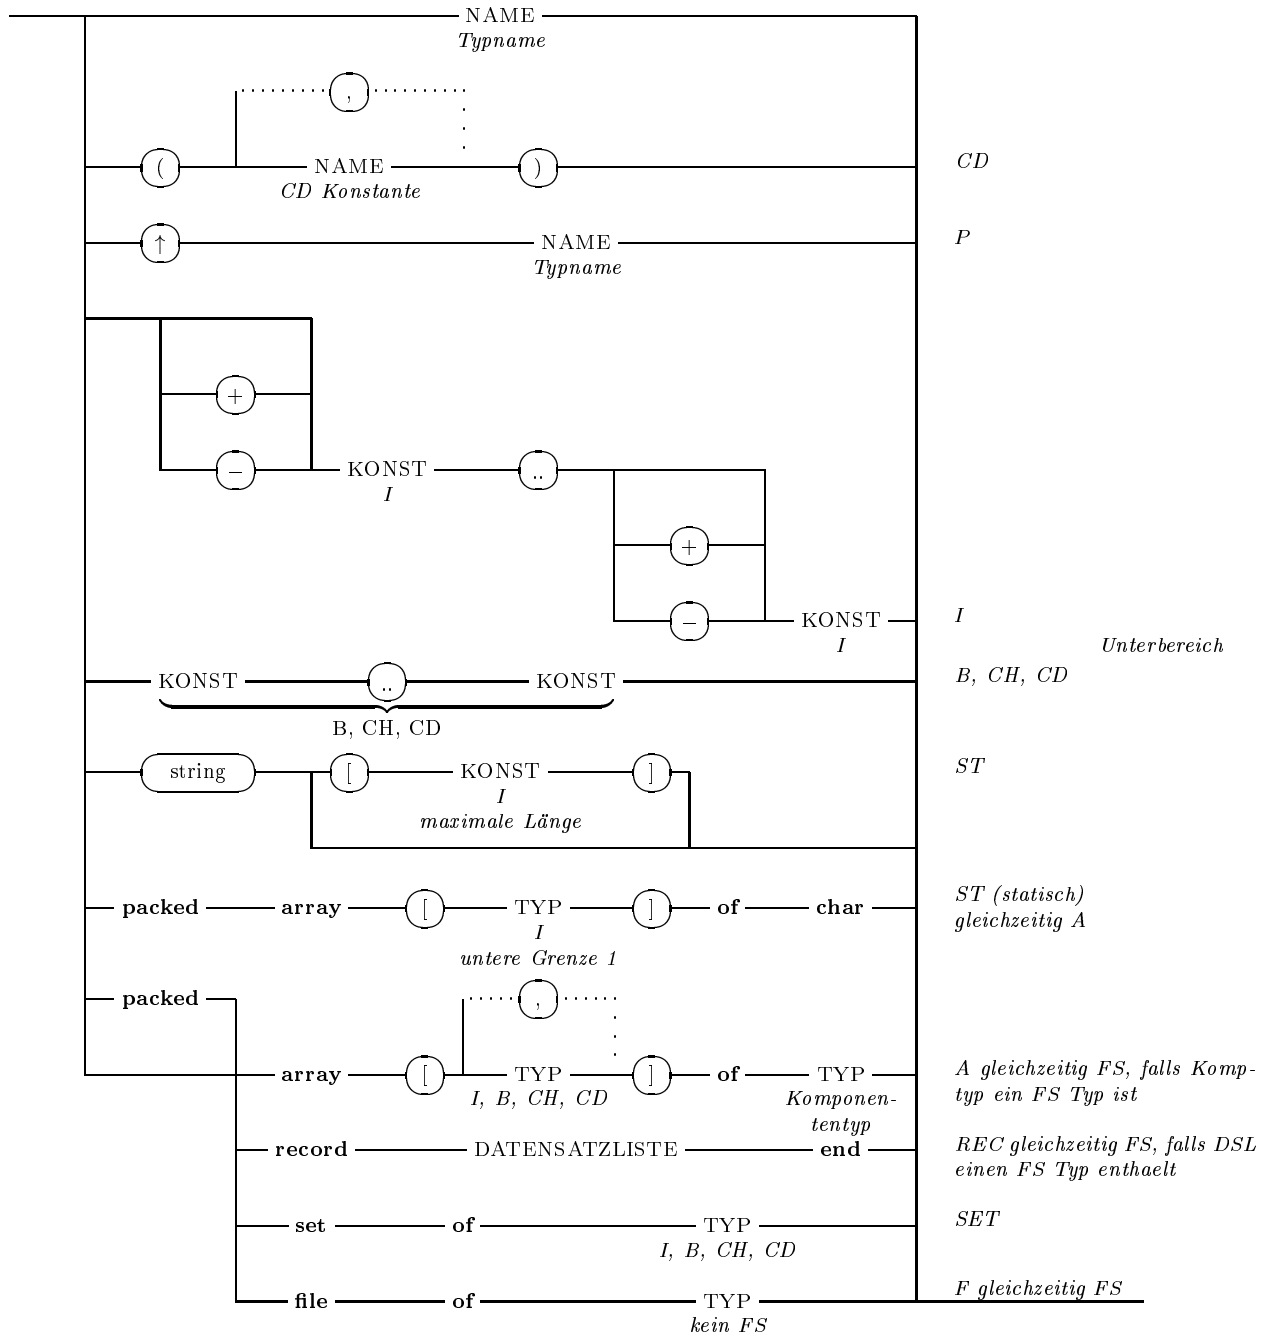 NAME
Typname
,
( NAME ) CD
CD Konstante
↑ NAME P
Typname
+
− KONST .. 
I
+
− KONST I
I
Unterbereich
KONST .. KONST B, CH, CD
B, CH, CD
string [ KONST ] ST
I
maximale Länge
packed array [ TYP ] of char ST (statisch)
gleichzeitig A
I
untere Grenze 1
packed ,
array [ TYP ] of TYP A gleichzeitig FS, falls Komp-
I, B, CH, CD Komponen- typ ein FS Typ ist
tentyp
record DATENSATZLISTE end REC gleichzeitig FS, falls DSL
einen FS Typ enthaelt
set of TYP SET
I, B, CH, CD
file of TYP F gleichzeitig FS
kein FS